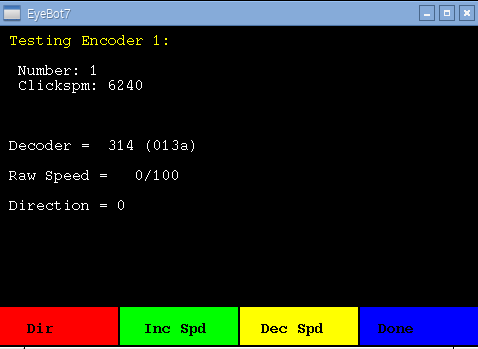 EyeBot7
Testing Encoder 1:
Number: 1
Clickspm: 6240
Decoder = 314 (013a)
Raw Speed = 0/100
Direction = 0
Dir Inc Spd Dec Spd Done